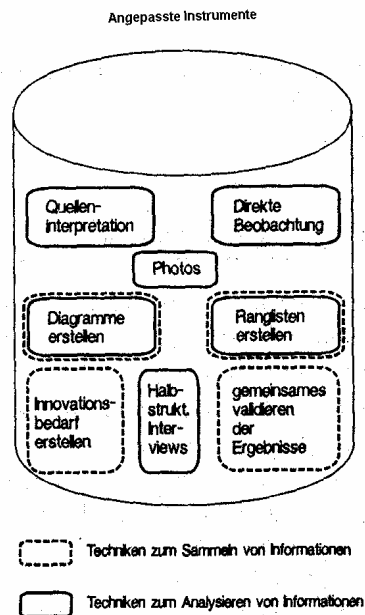 Angepasste Instrumente
Quellen-
interpretation
Direkte
Beobachtung
Photos
Diagramme
erstellen
Ranglisten
erstellen
Innovations-
bedarf
erstellen
Halb-
strukt.
Inter-
views
gemeinsames
validieren
der
Ergebnisse
Techniken zum Sammeln von Informationen
Techniken zum Analysieren von Informationen